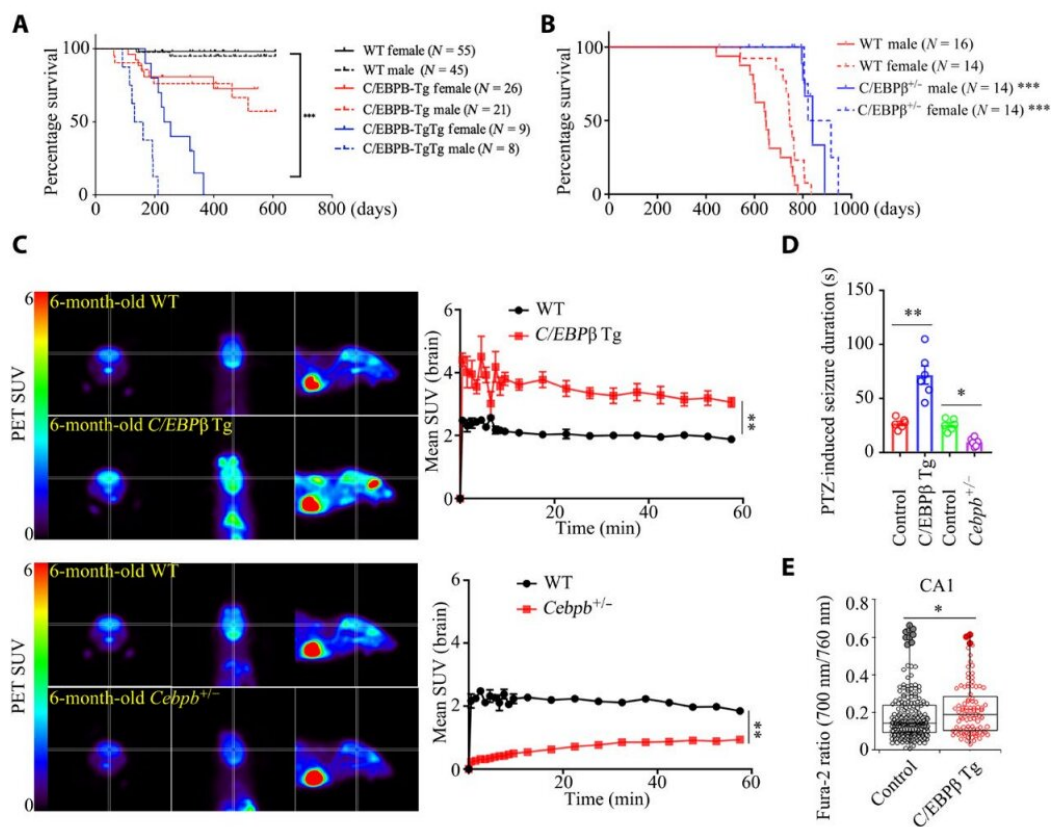 A
Percentage survival
100
50
0
0
200
400
600
800
(days)
WT female (N = 55)
WT male (N = 45)
C/EBPB-Tg female (N = 26)
C/EBPB-Tg male (N = 21)
C/EBPB-TgTg female (N = 9)
C/EBPB-TgTg male (N = 8)
***
B
Percentage survival
100
50
0
0
200
400
600
800
1000
(days)
WT male (N = 16)
WT female (N = 14)
C/EBPβ+/- male (N = 14) ***
C/EBPβ+/- female (N = 14) ***
C
6
PET SUV
0
6-month-old WT
6-month-old C/EBPβ Tg
Mean SUV (brain)
6
4
2
0
0
20
40
60
Time (min)
WT
C/EBPβ Tg
**
6
PET SUV
0
6-month-old WT
6-month-old Cebpb+/−
Mean SUV (brain)
6
4
2
0
0
20
40
60
Time (min)
WT
Cebpb+/−
**
D
PTZ-induced seizure duration (s)
150
100
50
0
**
*
Control
C/EBPβ Tg
Control
Cebpb+/−
E
CA1
Fura-2 ratio (700 nm/760 nm)
0.8
0.6
0.4
0.2
0
*
Control
C/EBPβ Tg